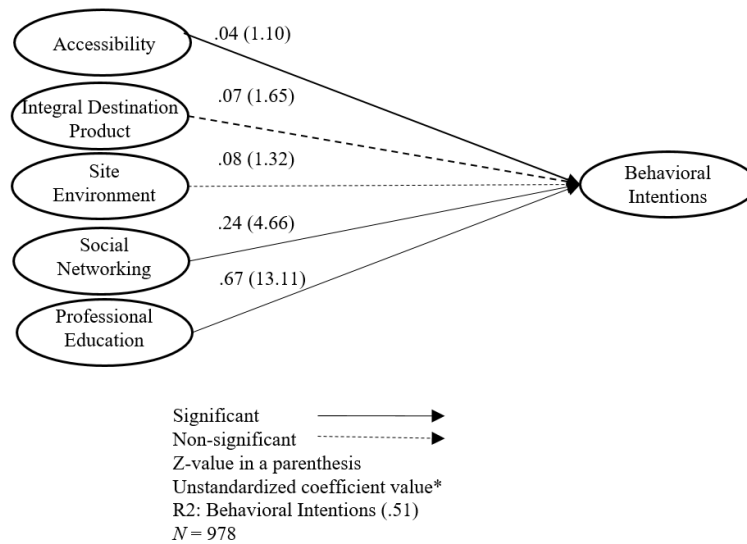 Accessibility
.04 (1.10)
Integral Destination
Product
.07 (1.65)
Site
Environment
.08 (1.32)
Behavioral
Intentions
Social
Networking
.24 (4.66)
Professional
Education
.67 (13.11)
Significant
Non-significant
Z-value in a parenthesis
Unstandardized coefficient value*
R2: Behavioral Intentions (.51)
N = 978